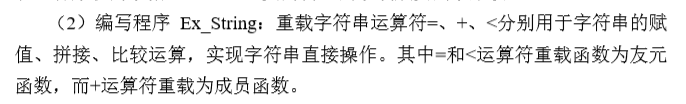 （2）编写程序 Ex_String：重载字符串运算符=、+、<分别用于字符串的赋
值、拼接、比较运算，实现字符串直接操作。其中=和<运算符重载函数为友元
函数，而+运算符重载为成员函数。